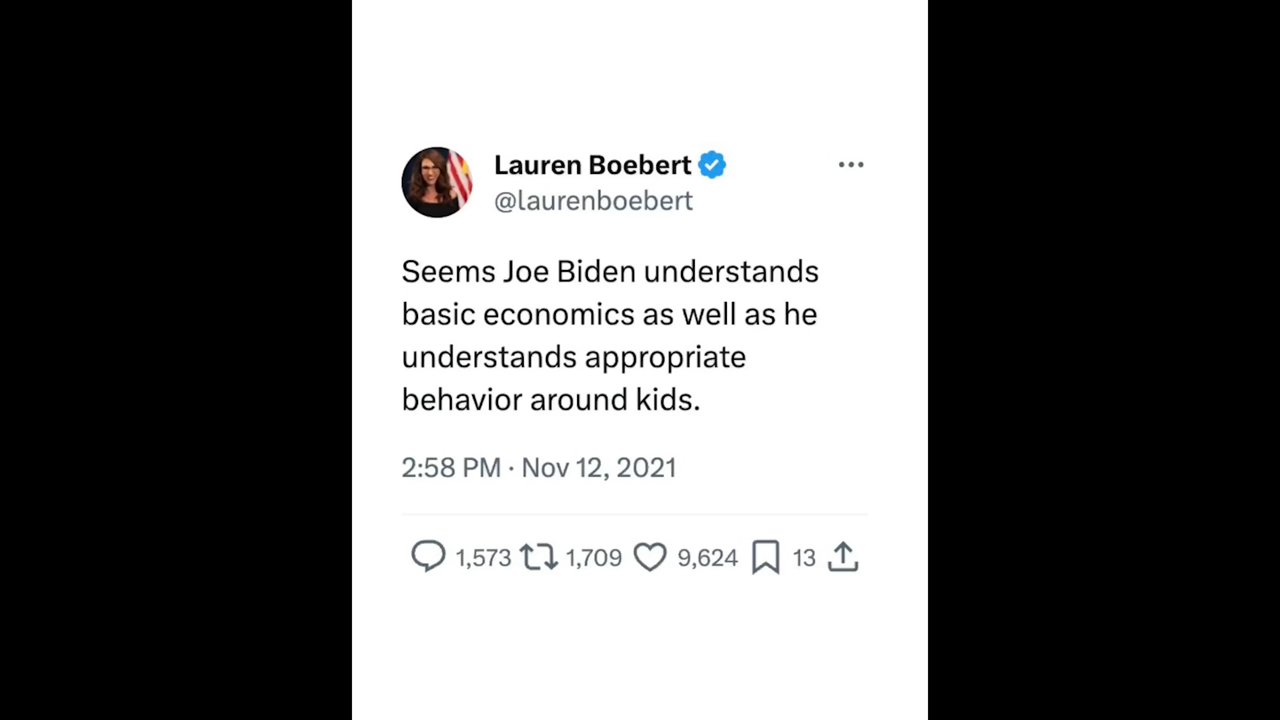 Lauren Boebert
@laurenboebert
Seems Joe Biden understands
basic economics as well as he
understands appropriate
behavior around kids.
2:58 PM · Nov 12, 2021
1,573 1,709 9,624 13